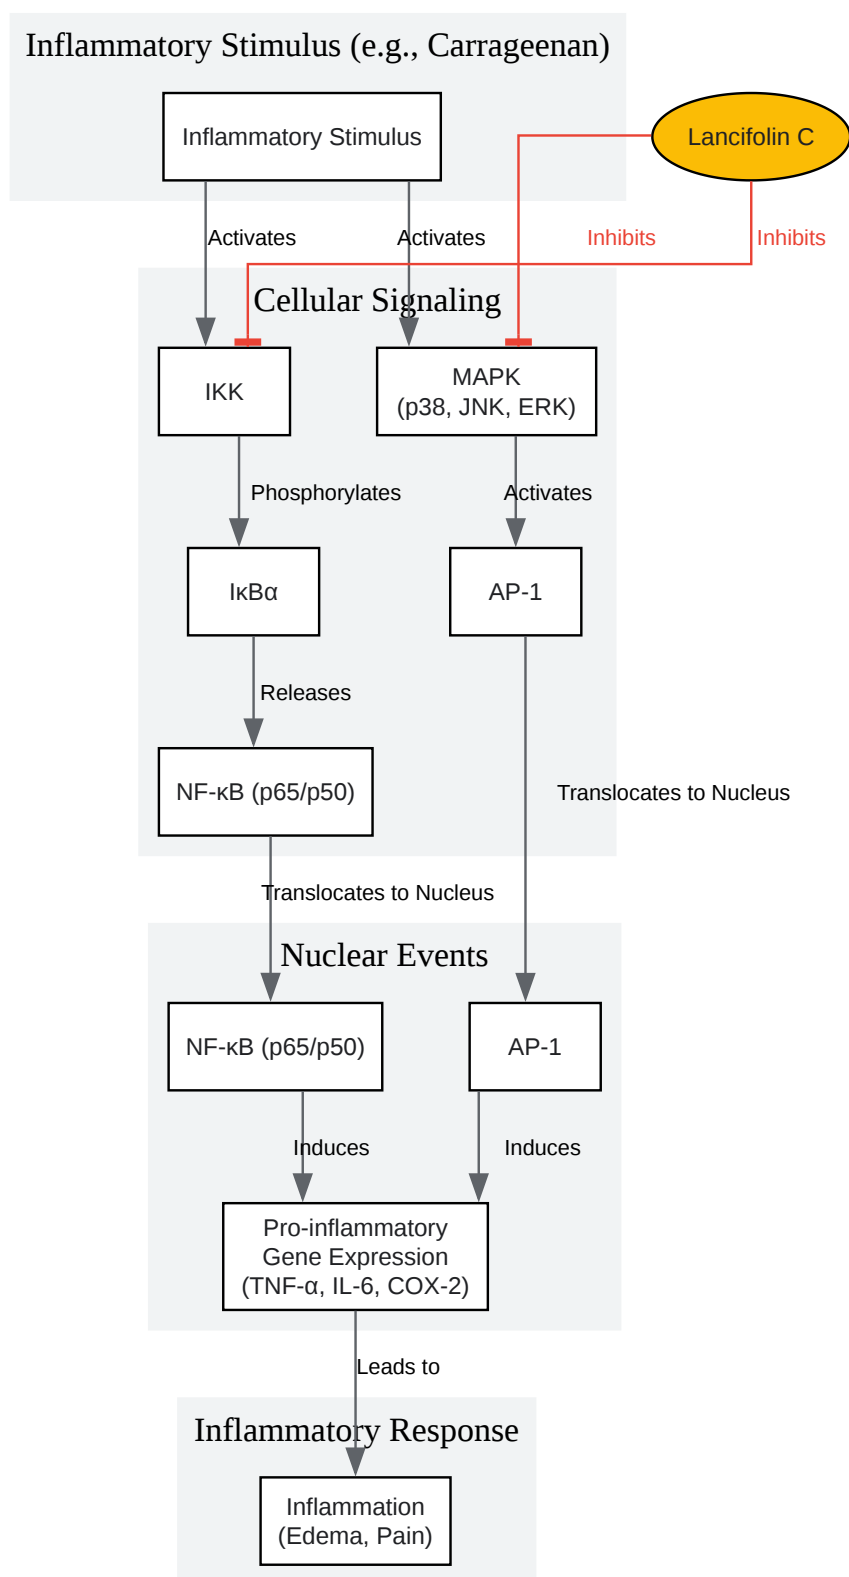 Inflammatory Stimulus (e.g., Carrageenan)
Inflammatory Stimulus
Lancifolin C
Activates
Activates
Inhibits
Inhibits
Cellular Signaling
IKK
MAPK
(p38, JNK, ERK)
Phosphorylates
Activates
IκBα
AP-1
Releases
NF-κB (p65/p50)
Translocates to Nucleus
Translocates to Nucleus
Nuclear Events
NF-κB (p65/p50)
AP-1
Induces
Induces
Pro-inflammatory
Gene Expression
(TNF-α, IL-6, COX-2)
Leads to
Inflammatory Response
Inflammation
(Edema, Pain)